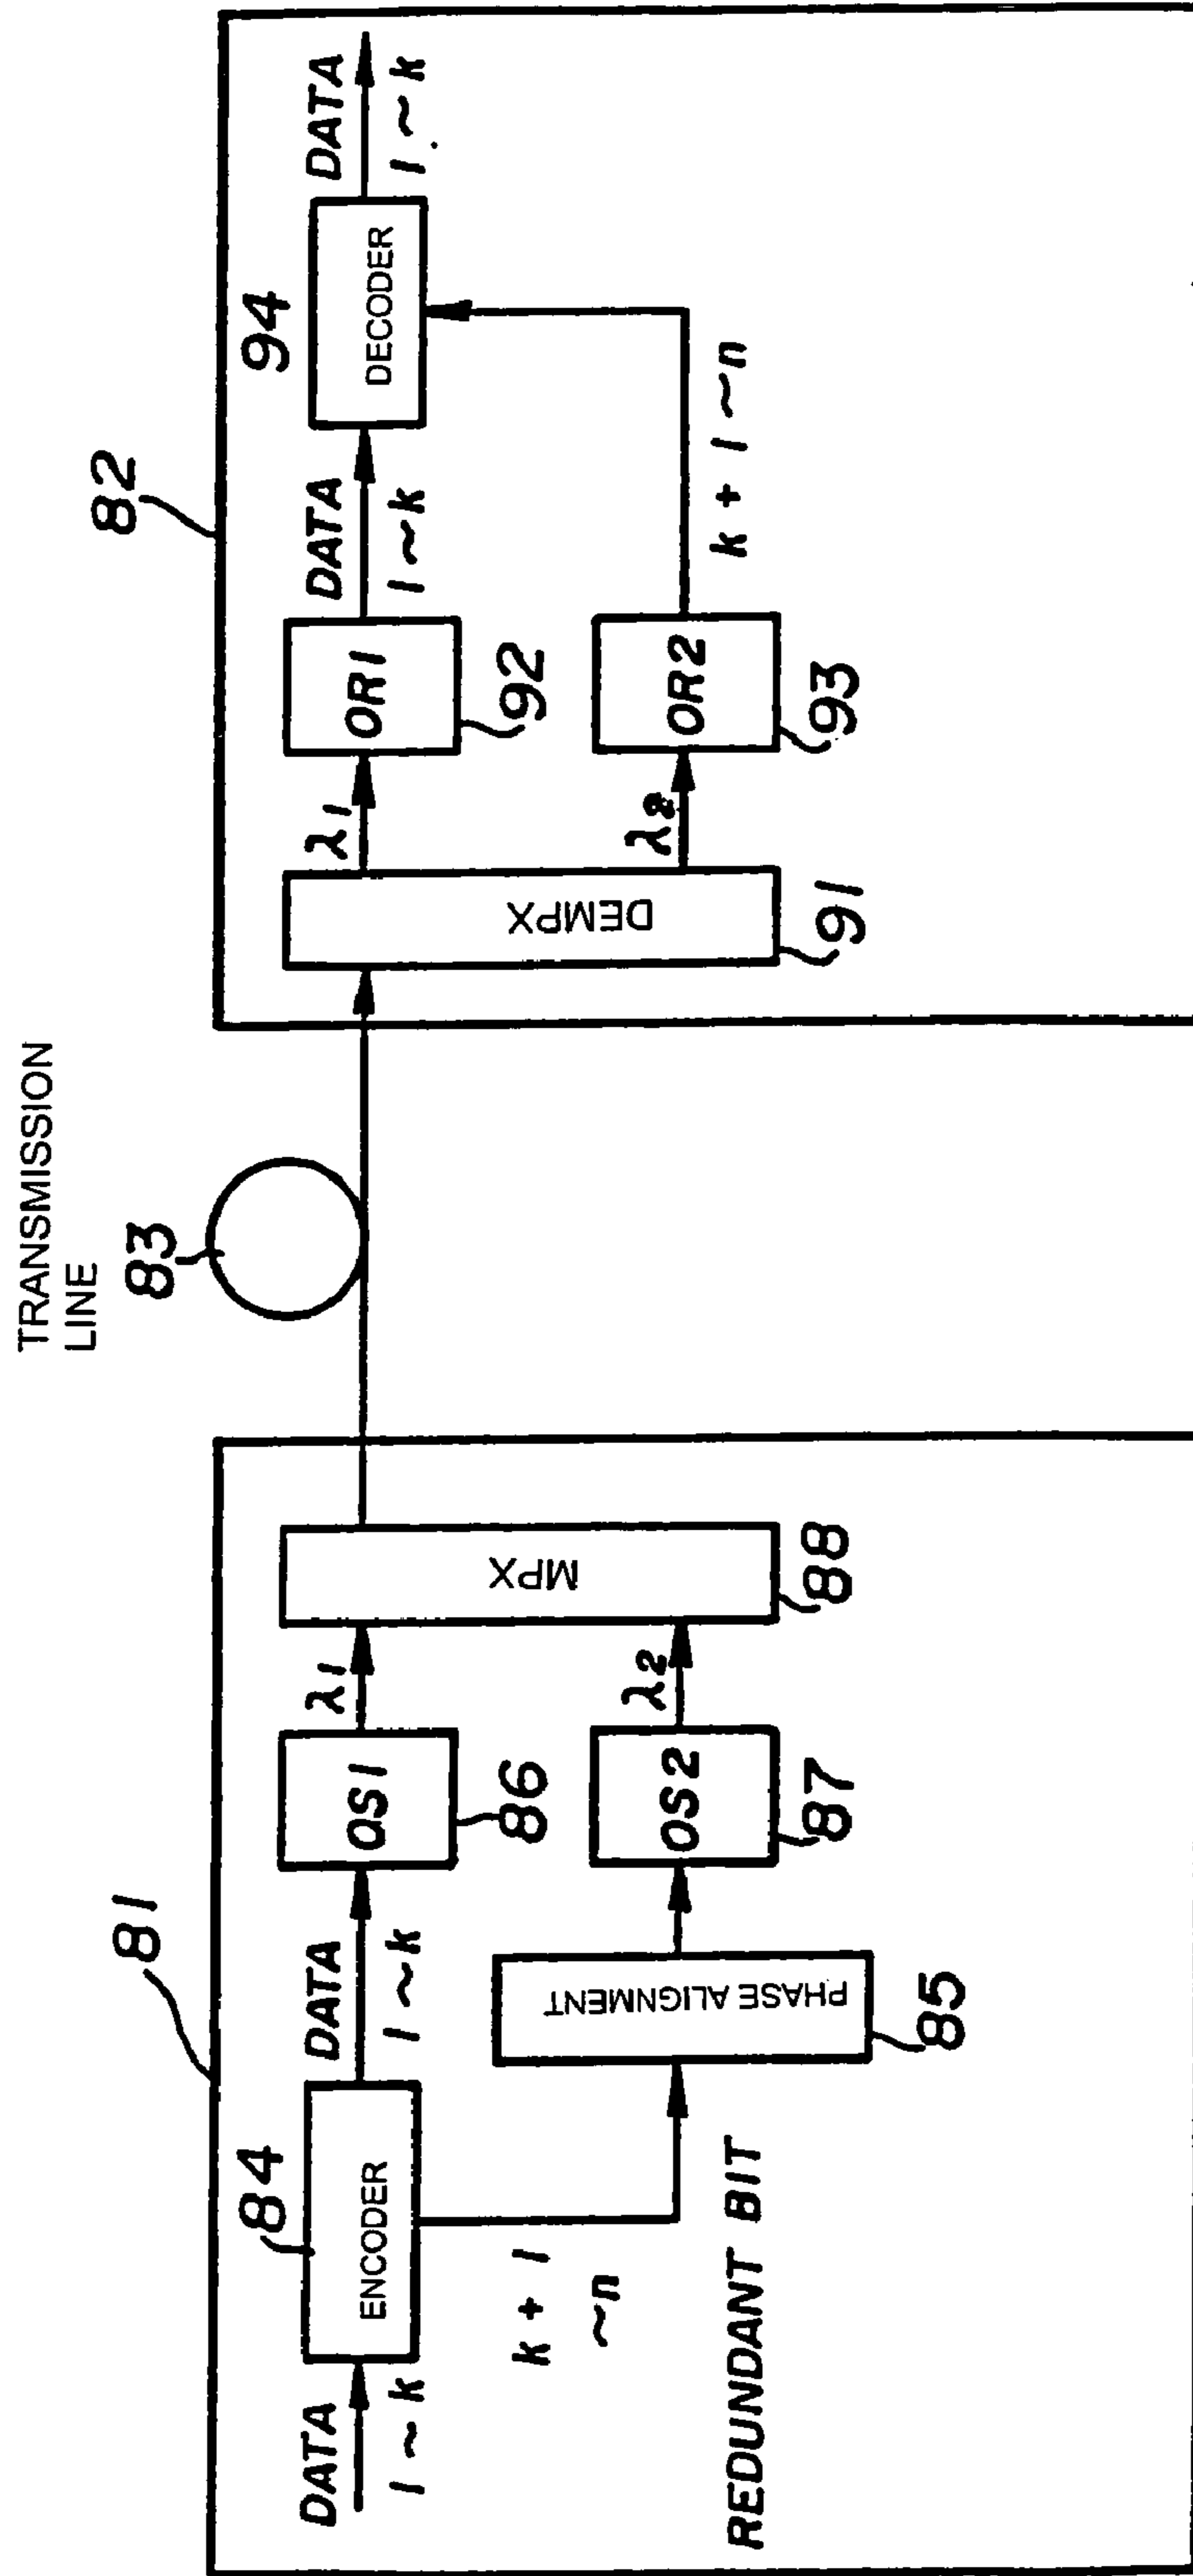 TRANSMISSION
LINE
83
81
84
DATA
1 ~ k
ENCODER
DATA
1 ~ k
OS1
86
λ1
MPX
88
k + 1
~n
REDUNDANT BIT
PHASE ALIGNMENT
85
OS2
87
λ2
82
DEMPX
91
λ1
OR1
92
DATA
1 ~ k
94
DECODER
DATA
1 ~ k
λ2
OR2
93
k + 1 ~ n